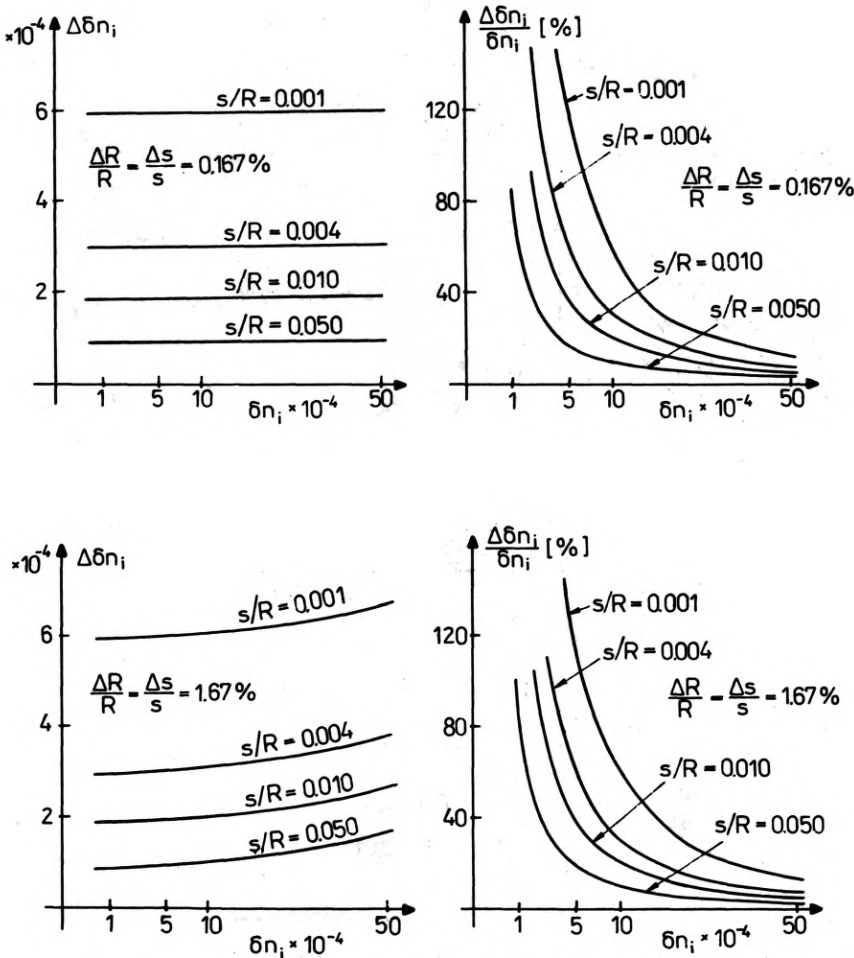 ×10⁻⁴ Δδnᵢ
6
4
2
s/R = 0.001
ΔR/R = Δs/s = 0.167%
s/R = 0.004
s/R = 0.010
s/R = 0.050
1 5 10 50
δnᵢ × 10⁻⁴
Δδnᵢ/δnᵢ [%]
120
80
40
s/R = 0.001
s/R = 0.004
ΔR/R = Δs/s = 0.167%
s/R = 0.010
s/R = 0.050
1 5 10 50
δnᵢ × 10⁻⁴
×10⁻⁴ Δδnᵢ
6
4
2
s/R = 0.001
ΔR/R = Δs/s = 1.67%
s/R = 0.004
s/R = 0.010
s/R = 0.050
1 5 10 50
δnᵢ × 10⁻⁴
Δδnᵢ/δnᵢ [%]
120
80
40
s/R = 0.001
s/R = 0.004
ΔR/R = Δs/s = 1.67%
s/R = 0.010
s/R = 0.050
1 5 10 50
δnᵢ × 10⁻⁴